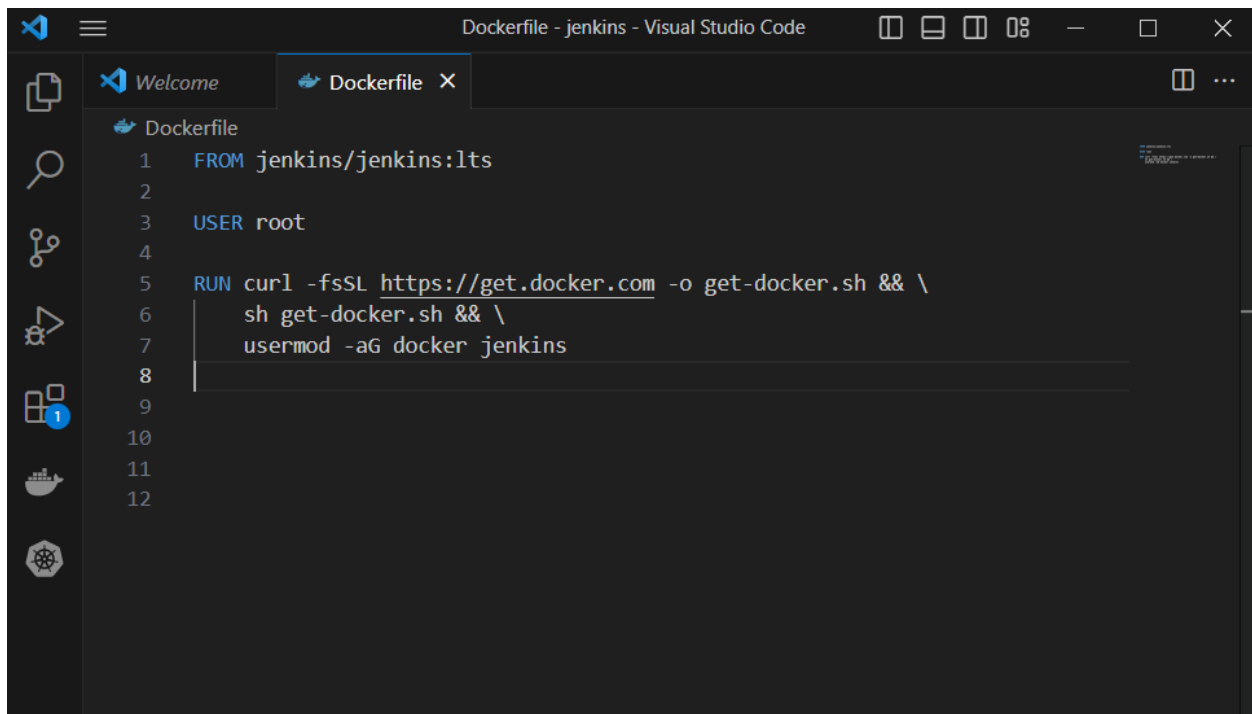 Dockerfile - jenkins - Visual Studio Code
Welcome
Dockerfile
Dockerfile
1 FROM jenkins/jenkins:lts
2
3 USER root
4
5 RUN curl -fsSL https://get.docker.com -o get-docker.sh && \
6 sh get-docker.sh && \
7 usermod -aG docker jenkins
8
9
10
11
12
1